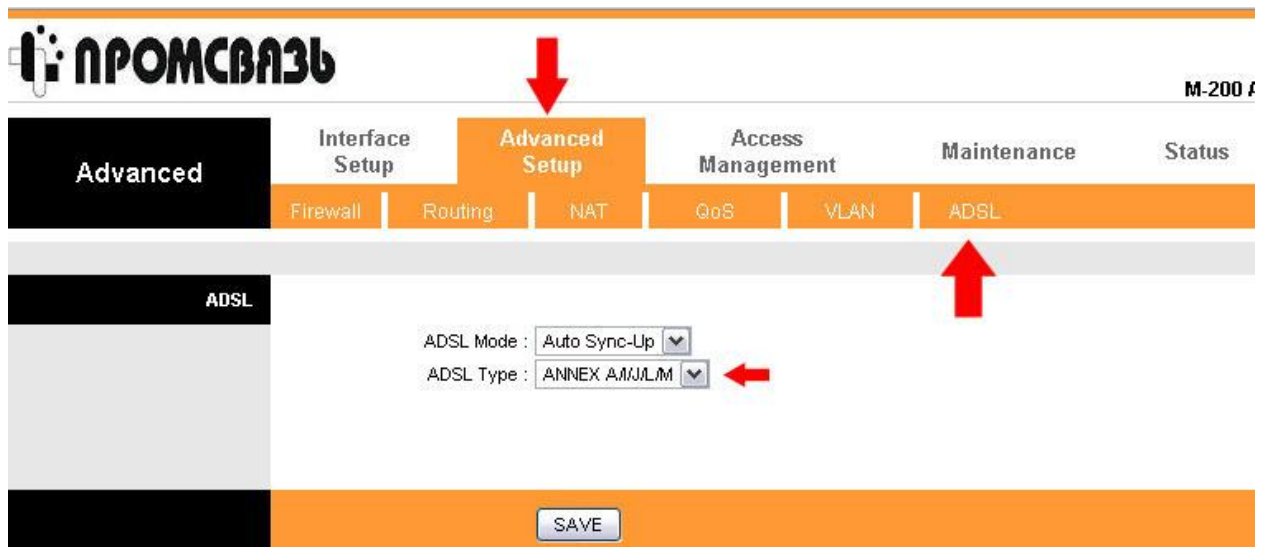 ПРОМСВЯЗЬ
M-200 A
Advanced
Interface Setup
Advanced Setup
Access Management
Maintenance
Status
Firewall
Routing
NAT
QoS
VLAN
ADSL
ADSL
ADSL Mode : Auto Sync-Up
ADSL Type : ANNEX A/I/J/L/M
SAVE